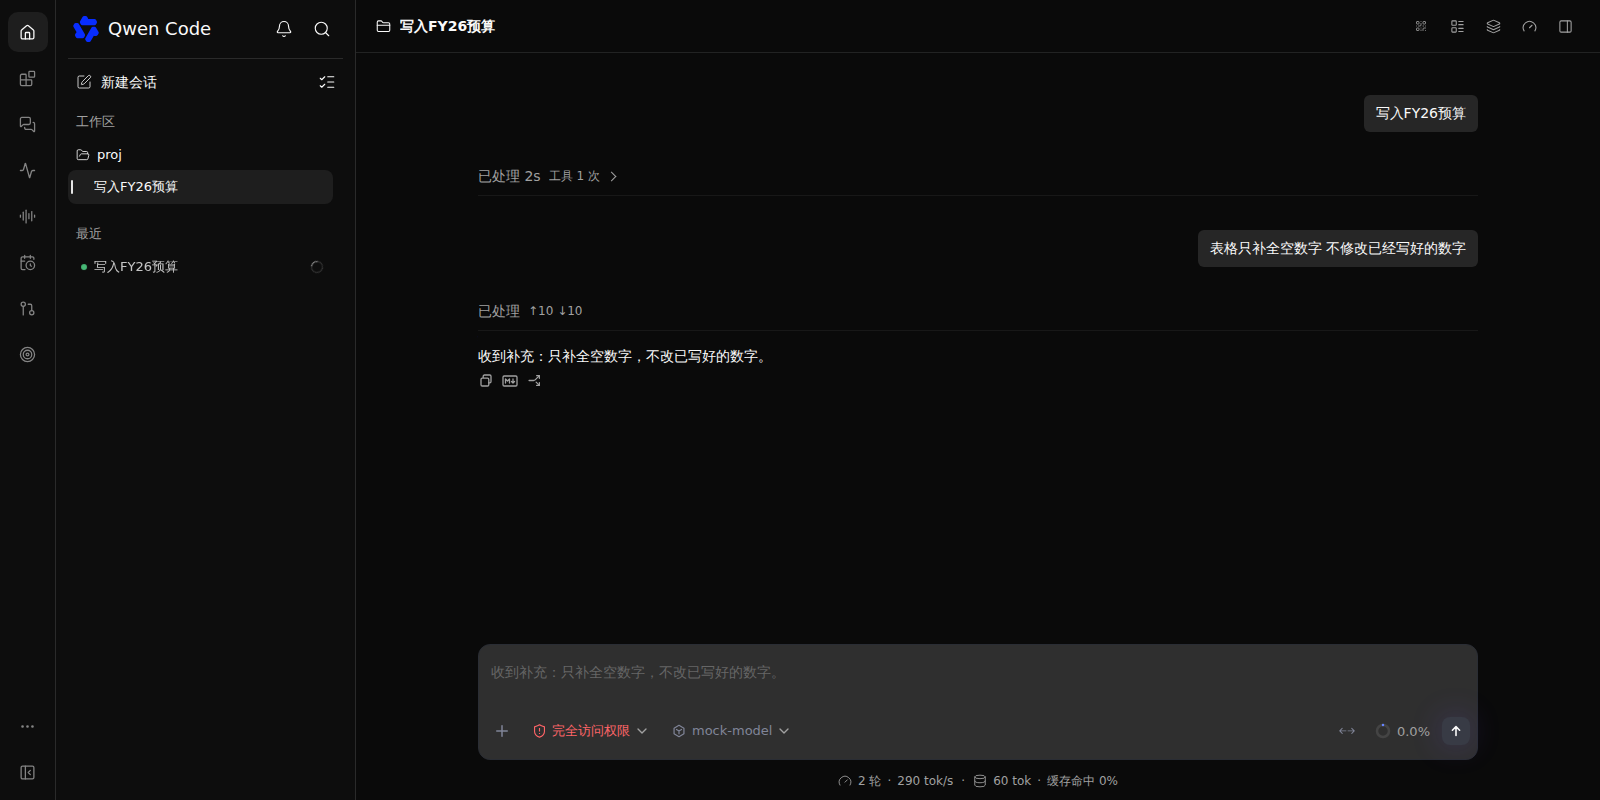 Qwen Code
新建会话
工作区
proj
写入FY26预算
最近
写入FY26预算
写入FY26预算
写入FY26预算
已处理 2s 工具 1 次
表格只补全空数字 不修改已经写好的数字
已处理 ↑10 ↓10
收到补充：只补全空数字，不改已写好的数字。
收到补充：只补全空数字，不改已写好的数字。
完全访问权限
mock-model
0.0%
2 轮 · 290 tok/s · 60 tok · 缓存命中 0%